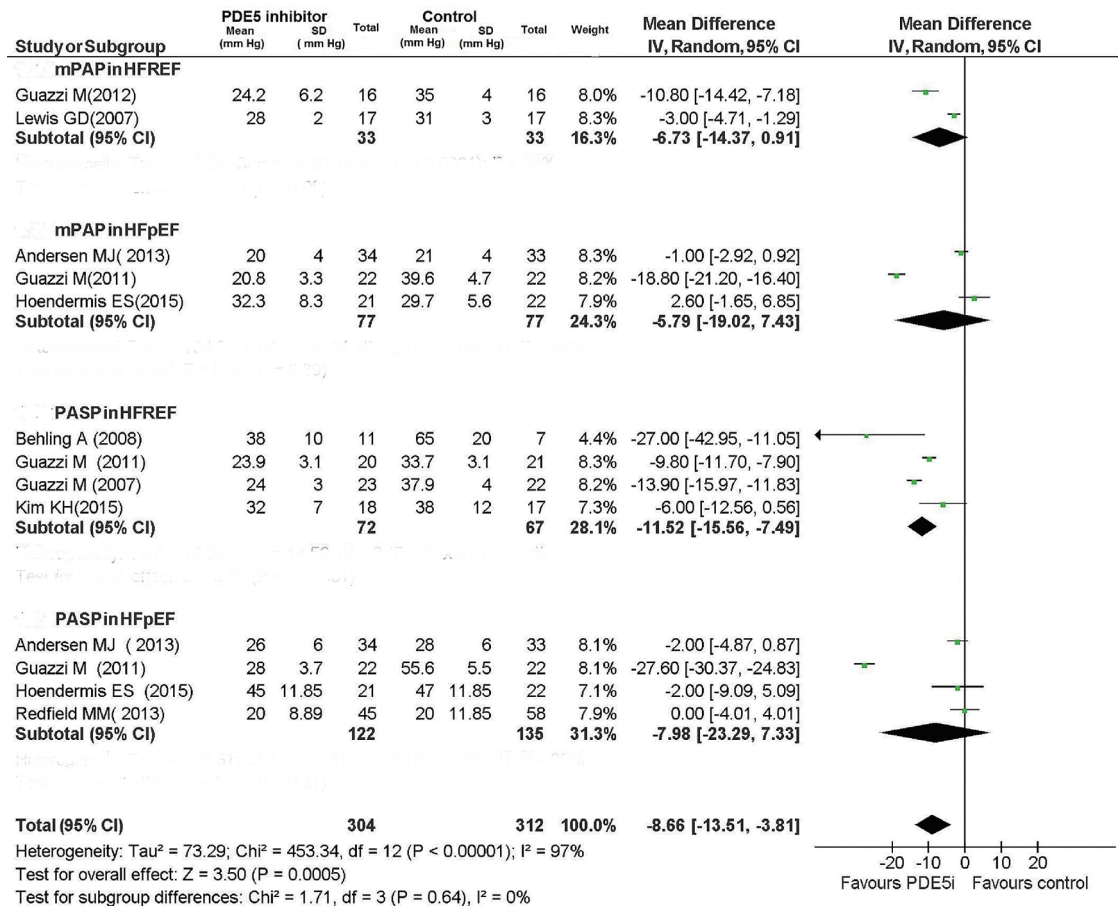 PDE5 inhibitor Control Mean Difference Mean Difference
Study or Subgroup Mean (mm Hg) SD ( mm Hg) Total Mean (mm Hg) SD (mm Hg) Total Weight IV, Random, 95% CI IV, Random, 95% CI
mPAPinHFREF
Guazzi M(2012) 24.2 6.2 16 35 4 16 8.0% -10.80 [-14.42, -7.18]
Lewis GD(2007) 28 2 17 31 3 17 8.3% -3.00 [-4.71, -1.29]
Subtotal (95% CI) 33 33 16.3% -6.73 [-14.37, 0.91]
mPAPinHFpEF
Andersen MJ( 2013) 20 4 34 21 4 33 8.3% -1.00 [-2.92, 0.92]
Guazzi M(2011) 20.8 3.3 22 39.6 4.7 22 8.2% -18.80 [-21.20, -16.40]
Hoendermis ES(2015) 32.3 8.3 21 29.7 5.6 22 7.9% 2.60 [-1.65, 6.85]
Subtotal (95% CI) 77 77 24.3% -5.79 [-19.02, 7.43]
PASPinHFREF
Behling A (2008) 38 10 11 65 20 7 4.4% -27.00 [-42.95, -11.05]
Guazzi M (2011) 23.9 3.1 20 33.7 3.1 21 8.3% -9.80 [-11.70, -7.90]
Guazzi M (2007) 24 3 23 37.9 4 22 8.2% -13.90 [-15.97, -11.83]
Kim KH(2015) 32 7 18 38 12 17 7.3% -6.00 [-12.56, 0.56]
Subtotal (95% CI) 72 67 28.1% -11.52 [-15.56, -7.49]
Test for overall effect:
PASPinHFpEF
Andersen MJ ( 2013) 26 6 34 28 6 33 8.1% -2.00 [-4.87, 0.87]
Guazzi M (2011) 28 3.7 22 55.6 5.5 22 8.1% -27.60 [-30.37, -24.83]
Hoendermis ES (2015) 45 11.85 21 47 11.85 22 7.1% -2.00 [-9.09, 5.09]
Redfield MM( 2013) 20 8.89 45 20 11.85 58 7.9% 0.00 [-4.01, 4.01]
Subtotal (95% CI) 122 135 31.3% -7.98 [-23.29, 7.33]
Total (95% CI) 304 312 100.0% -8.66 [-13.51, -3.81]
Heterogeneity: Tau² = 73.29; Chi² = 453.34, df = 12 (P < 0.00001); I² = 97%
Test for overall effect: Z = 3.50 (P = 0.0005)
Test for subgroup differences: Chi² = 1.71, df = 3 (P = 0.64), I² = 0%
-20 -10 0 10 20
Favours PDE5i Favours control